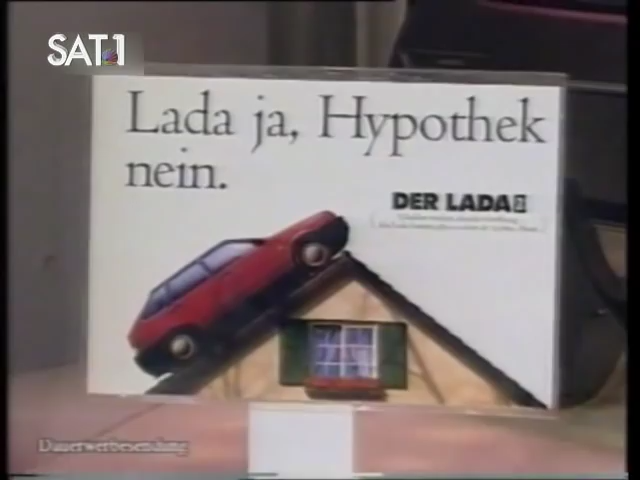 SAT1
Lada ja, Hypothek
nein.
DER LADA
Dauerwerbesendung